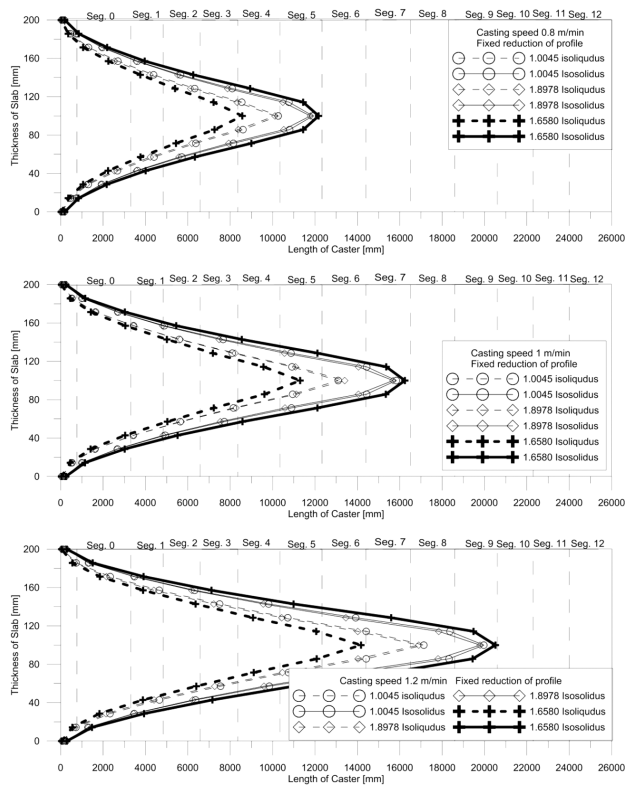 Seg. 0 Seg. 1 Seg. 2 Seg. 3 Seg. 4 Seg. 5 Seg. 6 Seg. 7 Seg. 8 Seg. 9 Seg. 10 Seg. 11 Seg. 12
200
160
120
80
40
0
Thickness of Slab [mm]
Casting speed 0.8 m/min
Fixed reduction of profile
1.0045 isoliqudus
1.0045 Isosolidus
1.8978 Isoliqudus
1.8978 Isosolidus
1.6580 Isoliqudus
1.6580 Isosolidus
0 2000 4000 6000 8000 10000 12000 14000 16000 18000 20000 22000 24000 26000
Length of Caster [mm]
Seg. 0 Seg. 1 Seg. 2 Seg. 3 Seg. 4 Seg. 5 Seg. 6 Seg. 7 Seg. 8 Seg. 9 Seg. 10 Seg. 11 Seg. 12
200
160
120
80
40
0
Thickness of Slab [mm]
Casting speed 1 m/min
Fixed reduction of profile
1.0045 isoliqudus
1.0045 Isosolidus
1.8978 Isoliqudus
1.8978 Isosolidus
1.6580 Isoliqudus
1.6580 Isosolidus
0 2000 4000 6000 8000 10000 12000 14000 16000 18000 20000 22000 24000 26000
Length of Caster [mm]
Seg. 0 Seg. 1 Seg. 2 Seg. 3 Seg. 4 Seg. 5 Seg. 6 Seg. 7 Seg. 8 Seg. 9 Seg. 10 Seg. 11 Seg. 12
200
160
120
80
40
0
Thickness of Slab [mm]
Casting speed 1.2 m/min Fixed reduction of profile
1.0045 isoliqudus 1.8978 Isosolidus
1.0045 Isosolidus 1.6580 Isoliqudus
1.8978 Isoliqudus 1.6580 Isosolidus
0 2000 4000 6000 8000 10000 12000 14000 16000 18000 20000 22000 24000 26000
Length of Caster [mm]